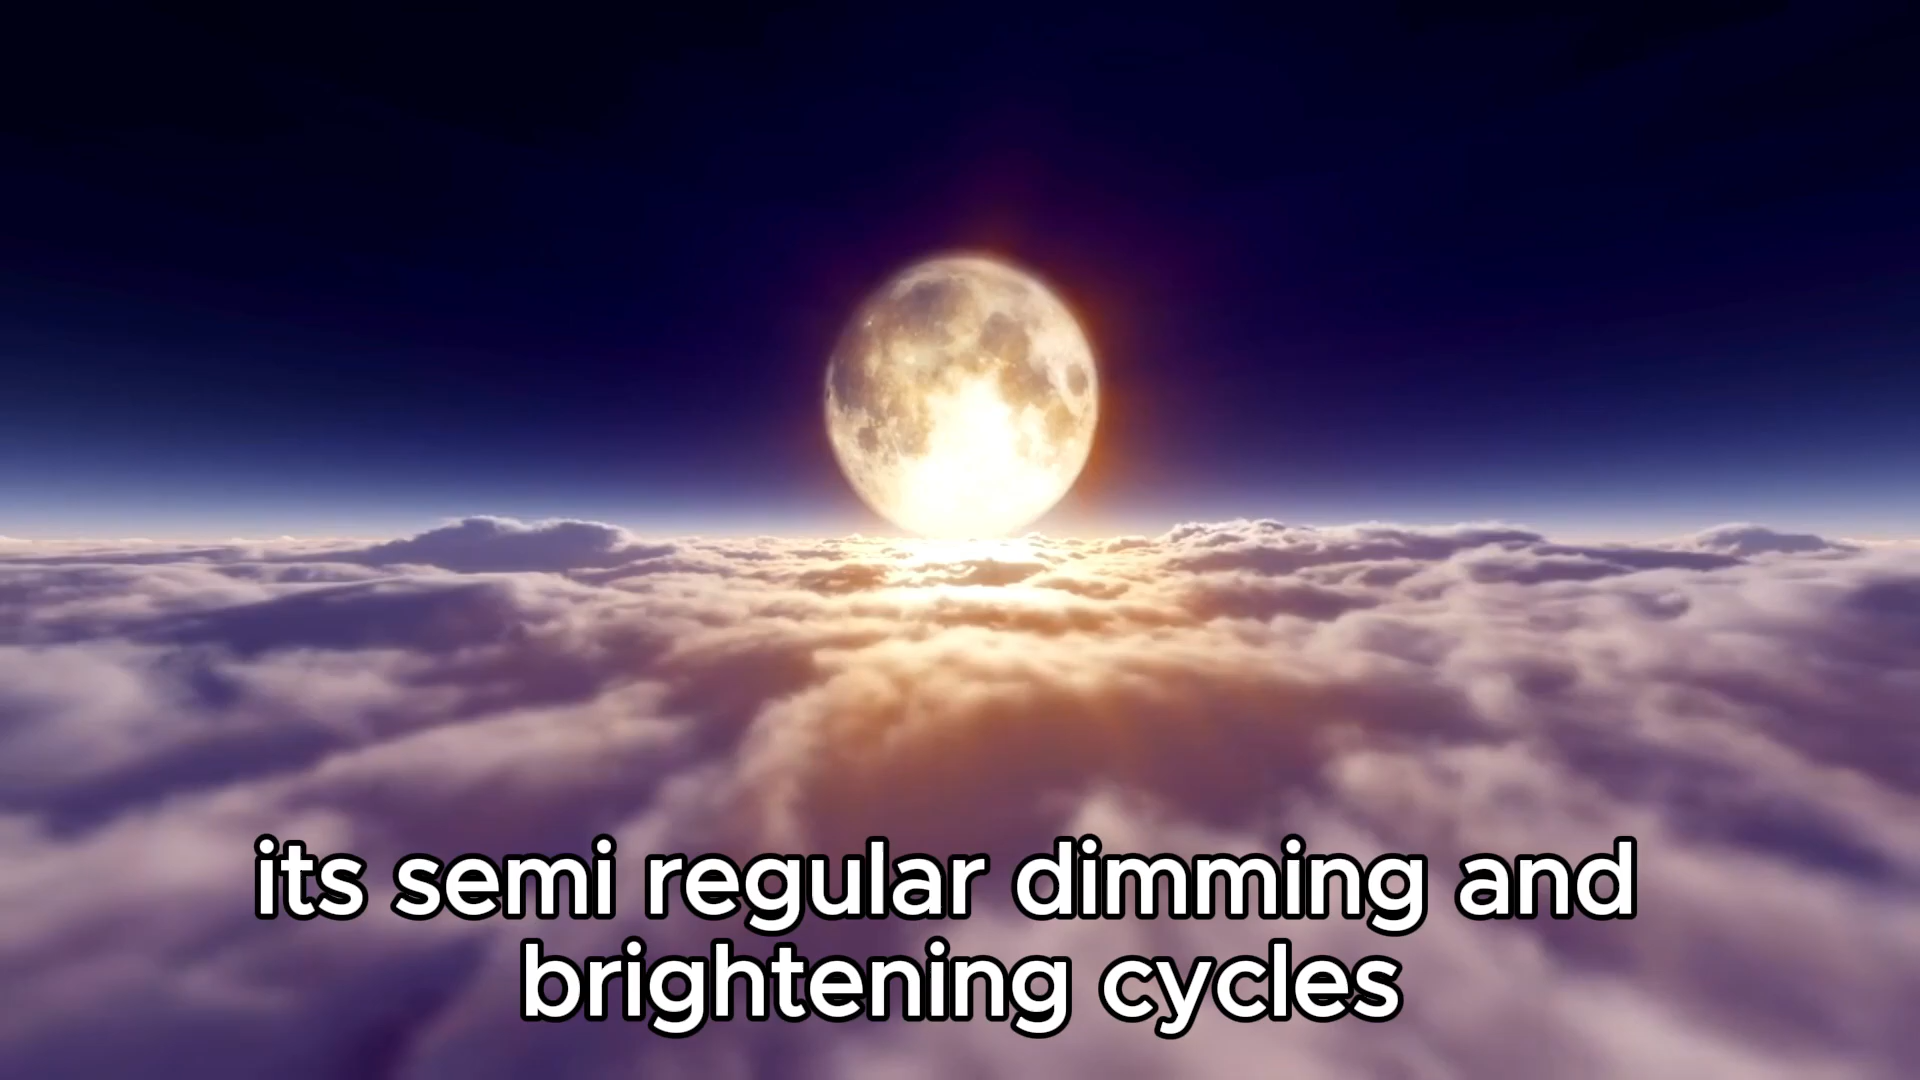 its semi regular dimming and
brightening cycles